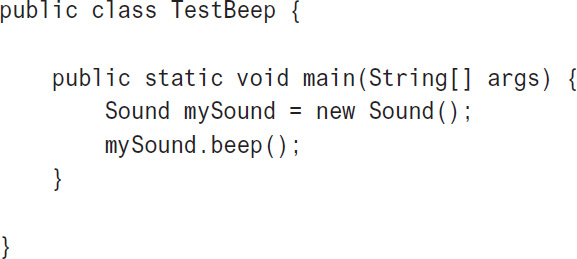 public class TestBeep {
public static void main(String[] args) {
Sound mySound = new Sound();
mySound.beep();
}
}